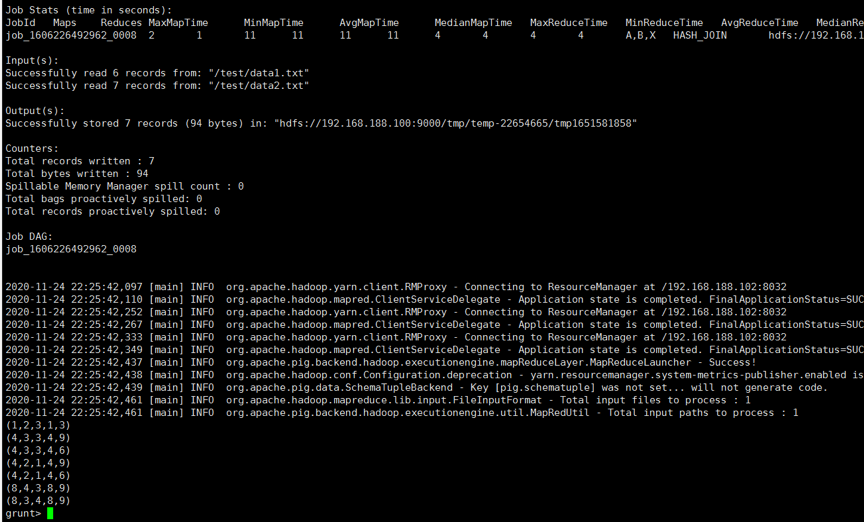 Job Stats (time in seconds):
JobId Maps Reduces MaxMapTime MinMapTime AvgMapTime MedianMapTime MaxReduceTime MinReduceTime AvgReduceTime MedianRe
job_1606226492962_0008 2 1 11 11 11 11 4 4 4 4 A,B,X HASH_JOIN hdfs://192.168.1
Input(s):
Successfully read 6 records from: "/test/data1.txt"
Successfully read 7 records from: "/test/data2.txt"
Output(s):
Successfully stored 7 records (94 bytes) in: "hdfs://192.168.188.100:9000/tmp/temp-22654665/tmp1651581858"
Counters:
Total records written : 7
Total bytes written : 94
Spillable Memory Manager spill count : 0
Total bags proactively spilled: 0
Total records proactively spilled: 0
Job DAG:
job_1606226492962_0008
2020-11-24 22:25:42,097 [main] INFO org.apache.hadoop.yarn.client.RMProxy - Connecting to ResourceManager at /192.168.188.102:8032
2020-11-24 22:25:42,110 [main] INFO org.apache.hadoop.mapred.ClientServiceDelegate - Application state is completed. FinalApplicationStatus=SUC
2020-11-24 22:25:42,252 [main] INFO org.apache.hadoop.yarn.client.RMProxy - Connecting to ResourceManager at /192.168.188.102:8032
2020-11-24 22:25:42,267 [main] INFO org.apache.hadoop.mapred.ClientServiceDelegate - Application state is completed. FinalApplicationStatus=SUC
2020-11-24 22:25:42,333 [main] INFO org.apache.hadoop.yarn.client.RMProxy - Connecting to ResourceManager at /192.168.188.102:8032
2020-11-24 22:25:42,349 [main] INFO org.apache.hadoop.mapred.ClientServiceDelegate - Application state is completed. FinalApplicationStatus=SUC
2020-11-24 22:25:42,437 [main] INFO org.apache.pig.backend.hadoop.executionengine.mapReduceLayer.MapReduceLauncher - Success!
2020-11-24 22:25:42,438 [main] INFO org.apache.hadoop.conf.Configuration.deprecation - yarn.resourcemanager.system-metrics-publisher.enabled is
2020-11-24 22:25:42,439 [main] INFO org.apache.pig.data.SchemaTupleBackend - Key [pig.schematuple] was not set... will not generate code.
2020-11-24 22:25:42,461 [main] INFO org.apache.hadoop.mapreduce.lib.input.FileInputFormat - Total input files to process : 1
2020-11-24 22:25:42,461 [main] INFO org.apache.pig.backend.hadoop.executionengine.util.MapRedUtil - Total input paths to process : 1
(1,2,3,1,3)
(4,3,3,4,9)
(4,3,3,4,6)
(4,2,1,4,9)
(4,2,1,4,6)
(8,4,3,8,9)
(8,3,4,8,9)
grunt>